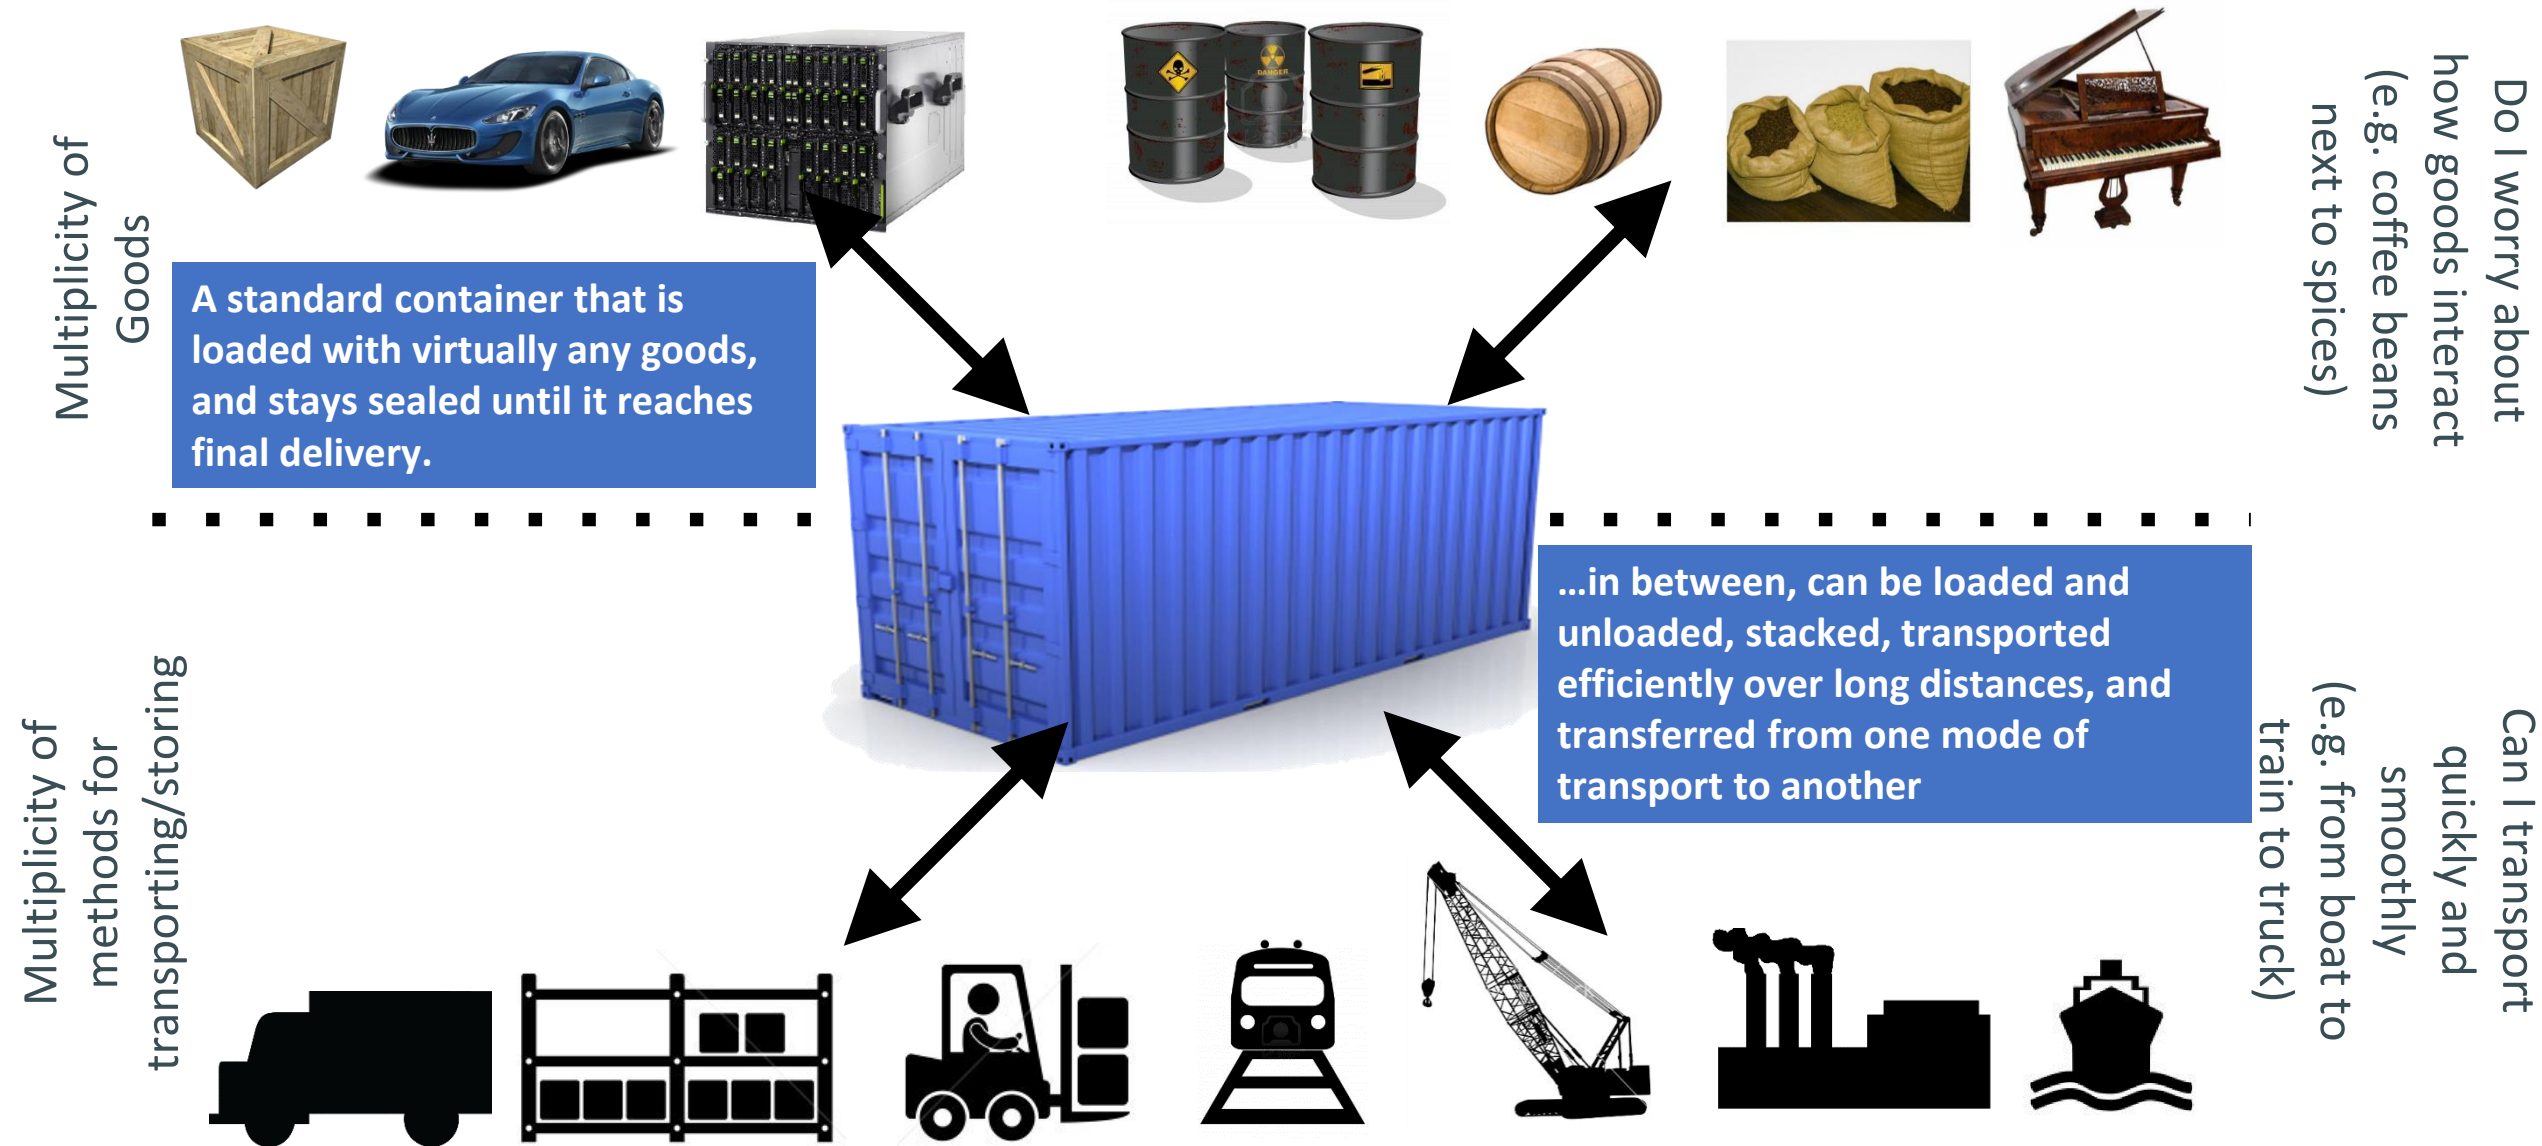 Multiplicity of
Goods
A standard container that is
loaded with virtually any goods,
and stays sealed until it reaches
final delivery.
DANGER
Do I worry about
how goods interact
(e.g. coffee beans
next to spices)
Multiplicity of
methods for
transporting/storing
…in between, can be loaded and
unloaded, stacked, transported
efficiently over long distances, and
transferred from one mode of
transport to another
Can I transport
quickly and
smoothly
(e.g. from boat to
train to truck)